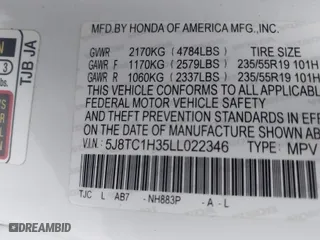 MFD.BY HONDA OF AMERICA MFG.,INC.
GVWR 2170KG (4784LBS) TIRE SIZE
GAWR F 1170KG (2579LBS) 235/55R19 101H
GAWR R 1060KG (2337LBS) 235/55R19 101H
THIS VEHICLE CONFORMS TO ALL APPLICABLE
FEDERAL MOTOR VEHICLE SAFETY
AND THEFT PREVENTION STANDARDS
ON THE DATE OF MANUFACTURE SHOWN AB
V.I.N: 5J8TC1H35LL022346 TYPE: MPV
TJC L AB7 - NH883P - A - L
TJB JA
3
DREAMBID